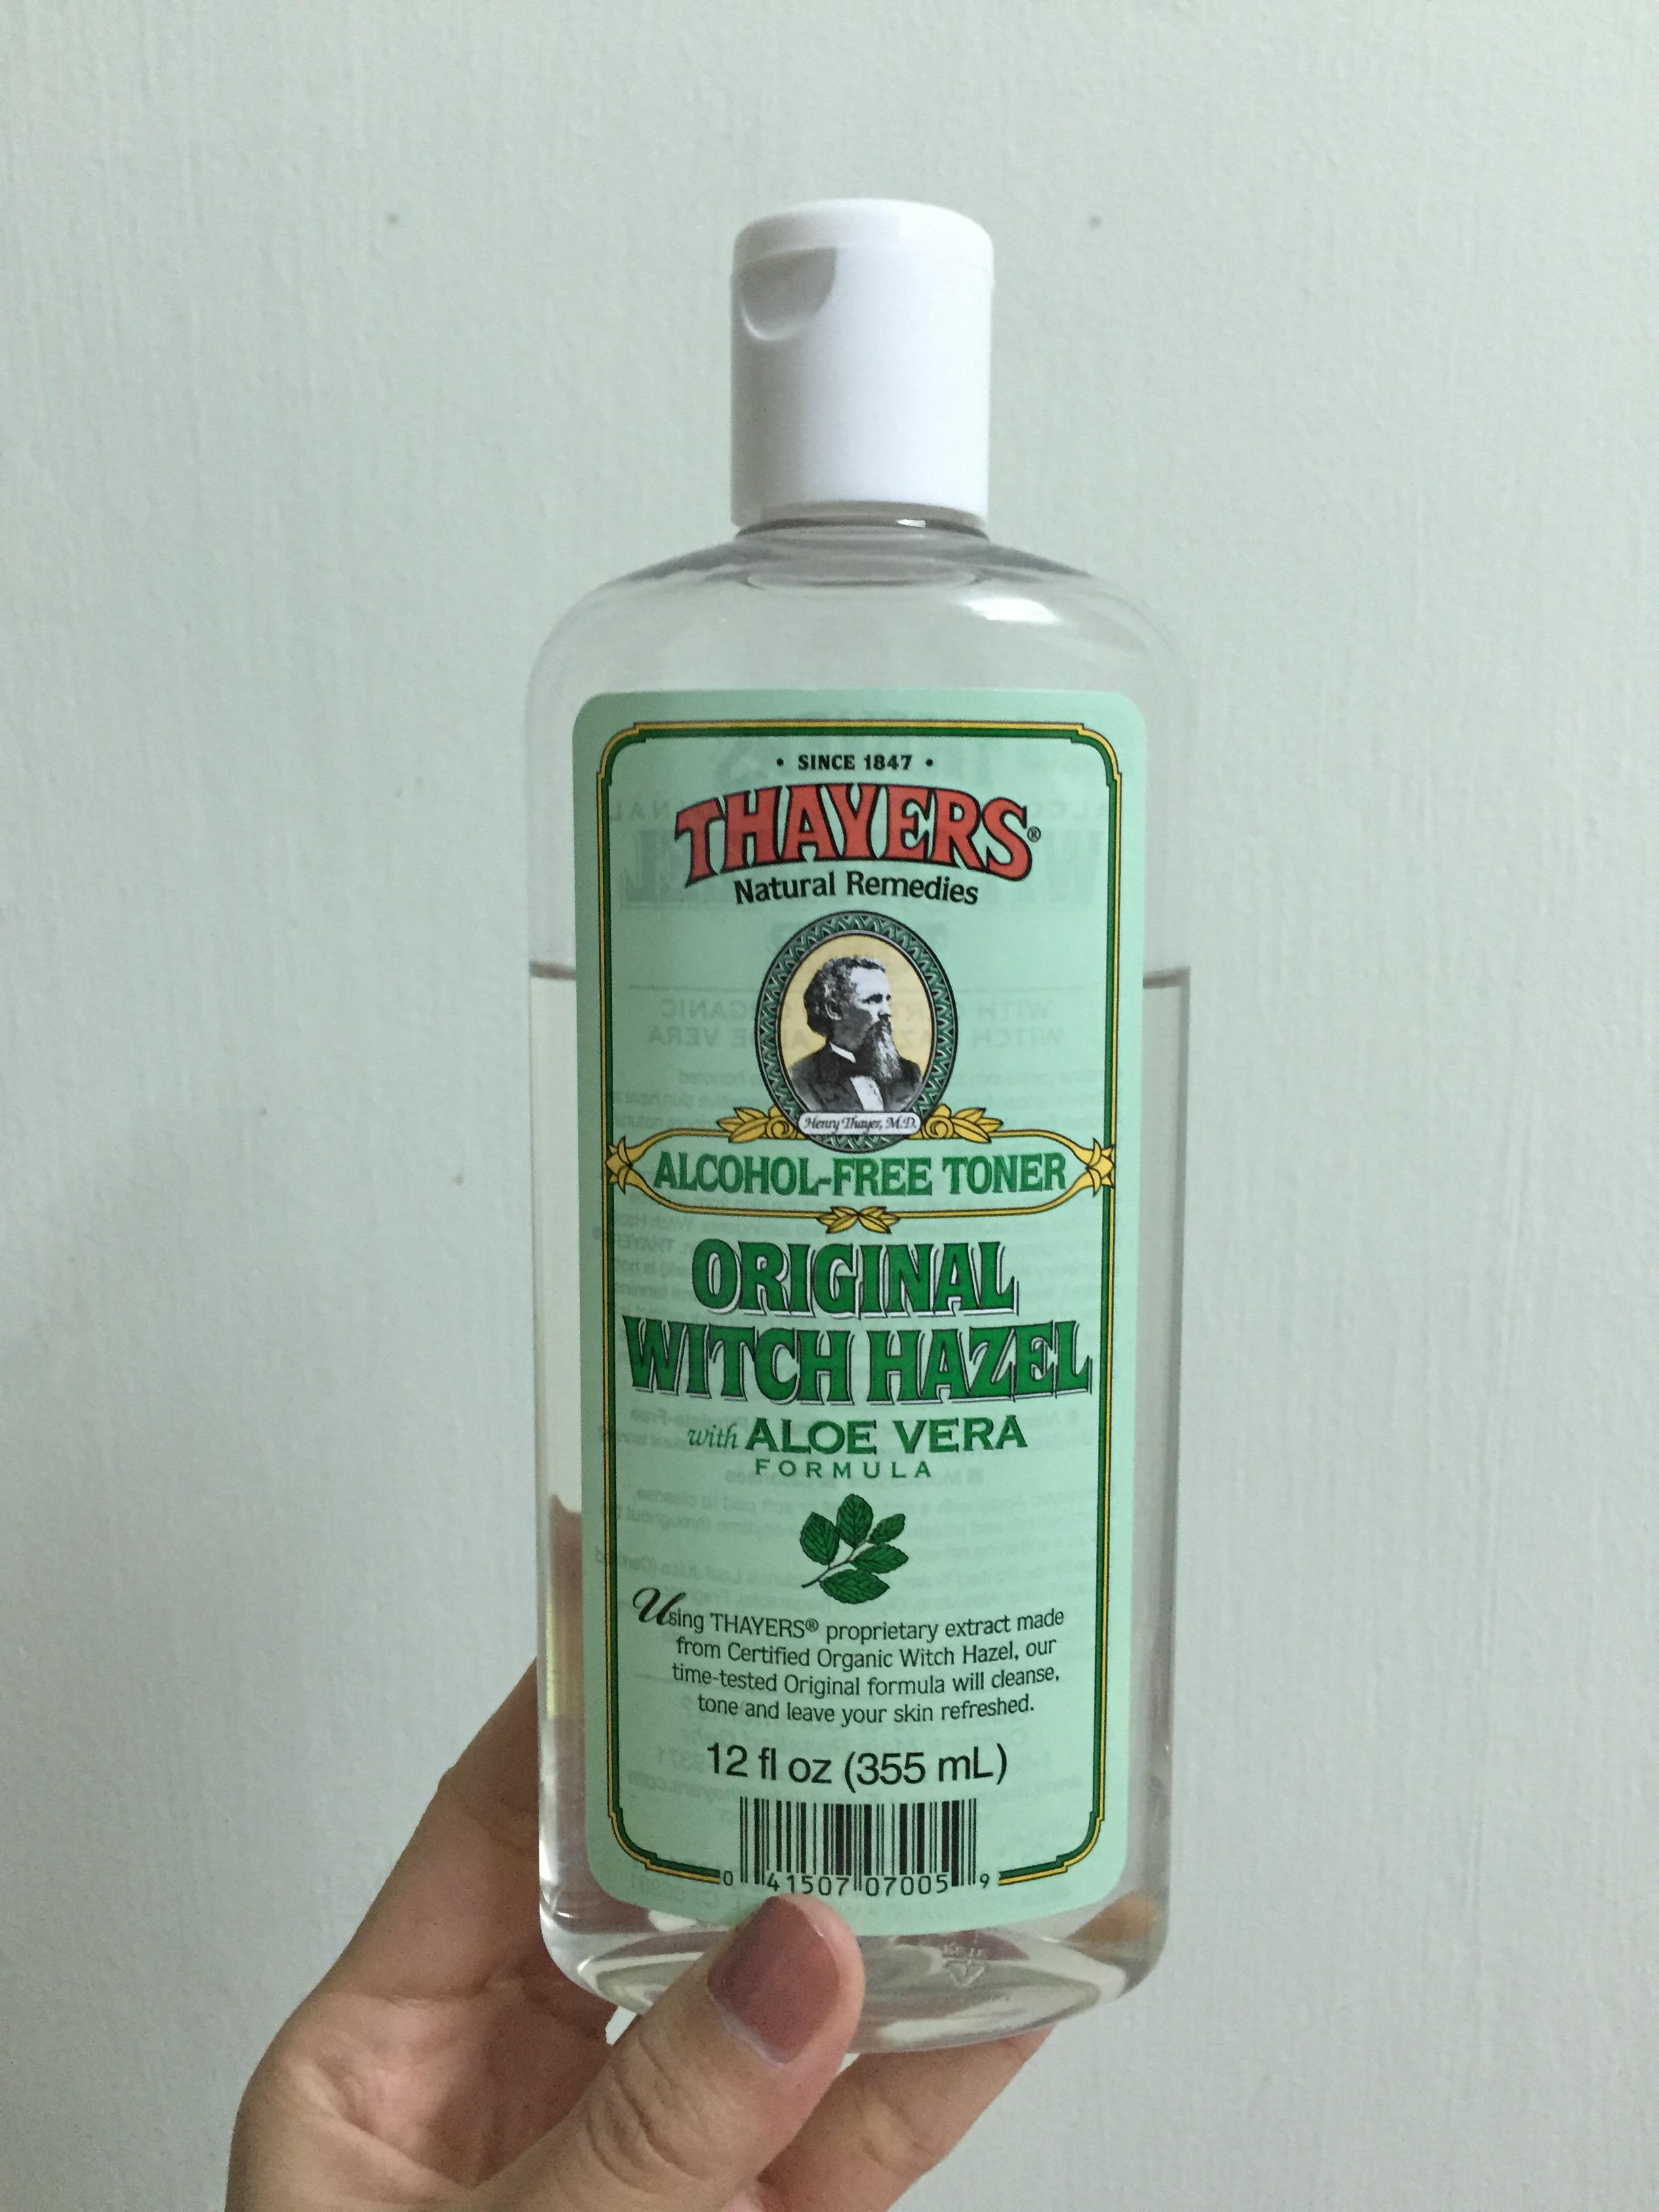 • SINCE 1847 •
THAYERS®
Natural Remedies
Henry Thayer, M.D.
ALCOHOL-FREE TONER
ORIGINAL
WITCH HAZEL
with ALOE VERA
FORMULA
Using THAYERS® proprietary extract made
from Certified Organic Witch Hazel, our
time-tested Original formula will cleanse,
tone and leave your skin refreshed.
12 fl oz (355 mL)
0 41507 07005 9